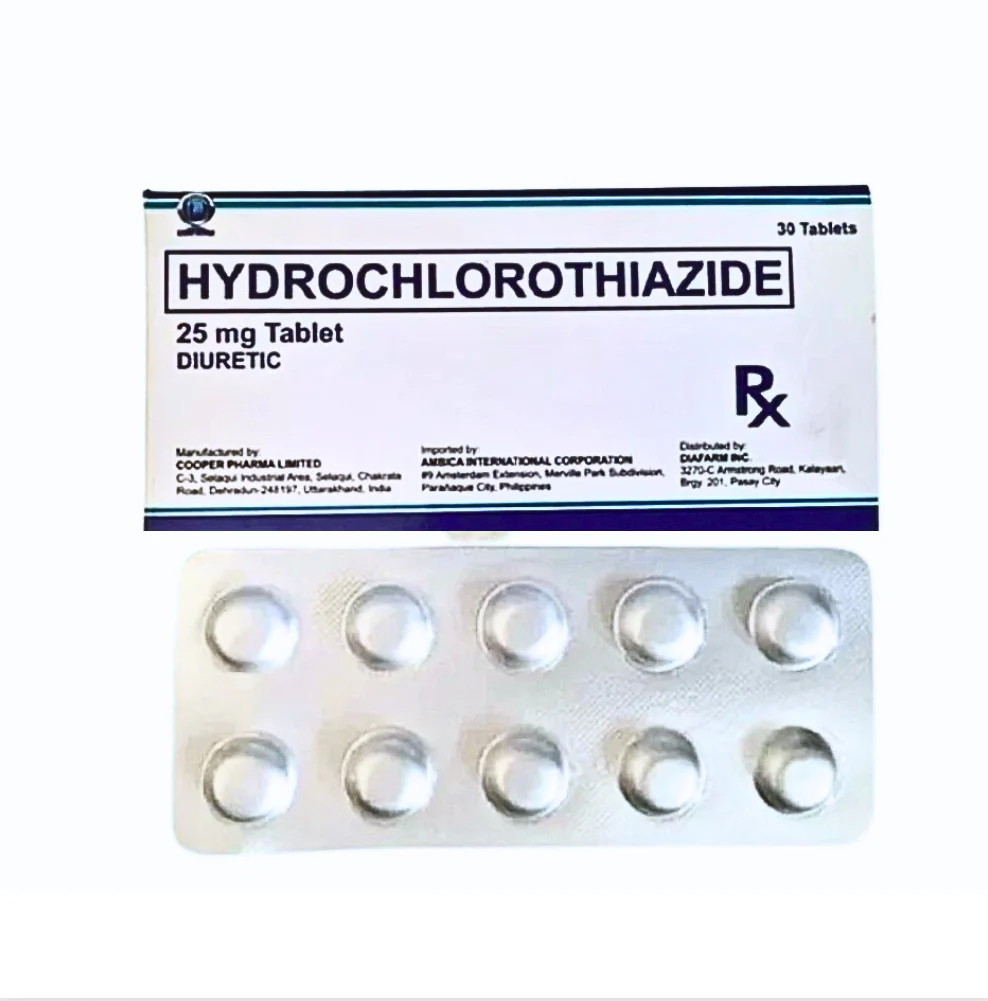 30 Tablets
HYDROCHLOROTHIAZIDE
25 mg Tablet
DIURETIC
Rx
Manufactured by:
COOPER PHARMA LIMITED
C-3, Selaqui Industrial Area, Selaqui, Chakrata
Road, Dehradun-248197, Uttarakhand, India
Imported by:
AMBICA INTERNATIONAL CORPORATION
#9 Amsterdam Extension, Merville Park Subdivision,
Parañaque City, Philippines
Distributed by:
DIAFARM INC.
3270-C Armstrong Road, Kalayaan,
Brgy. 201, Pasay City